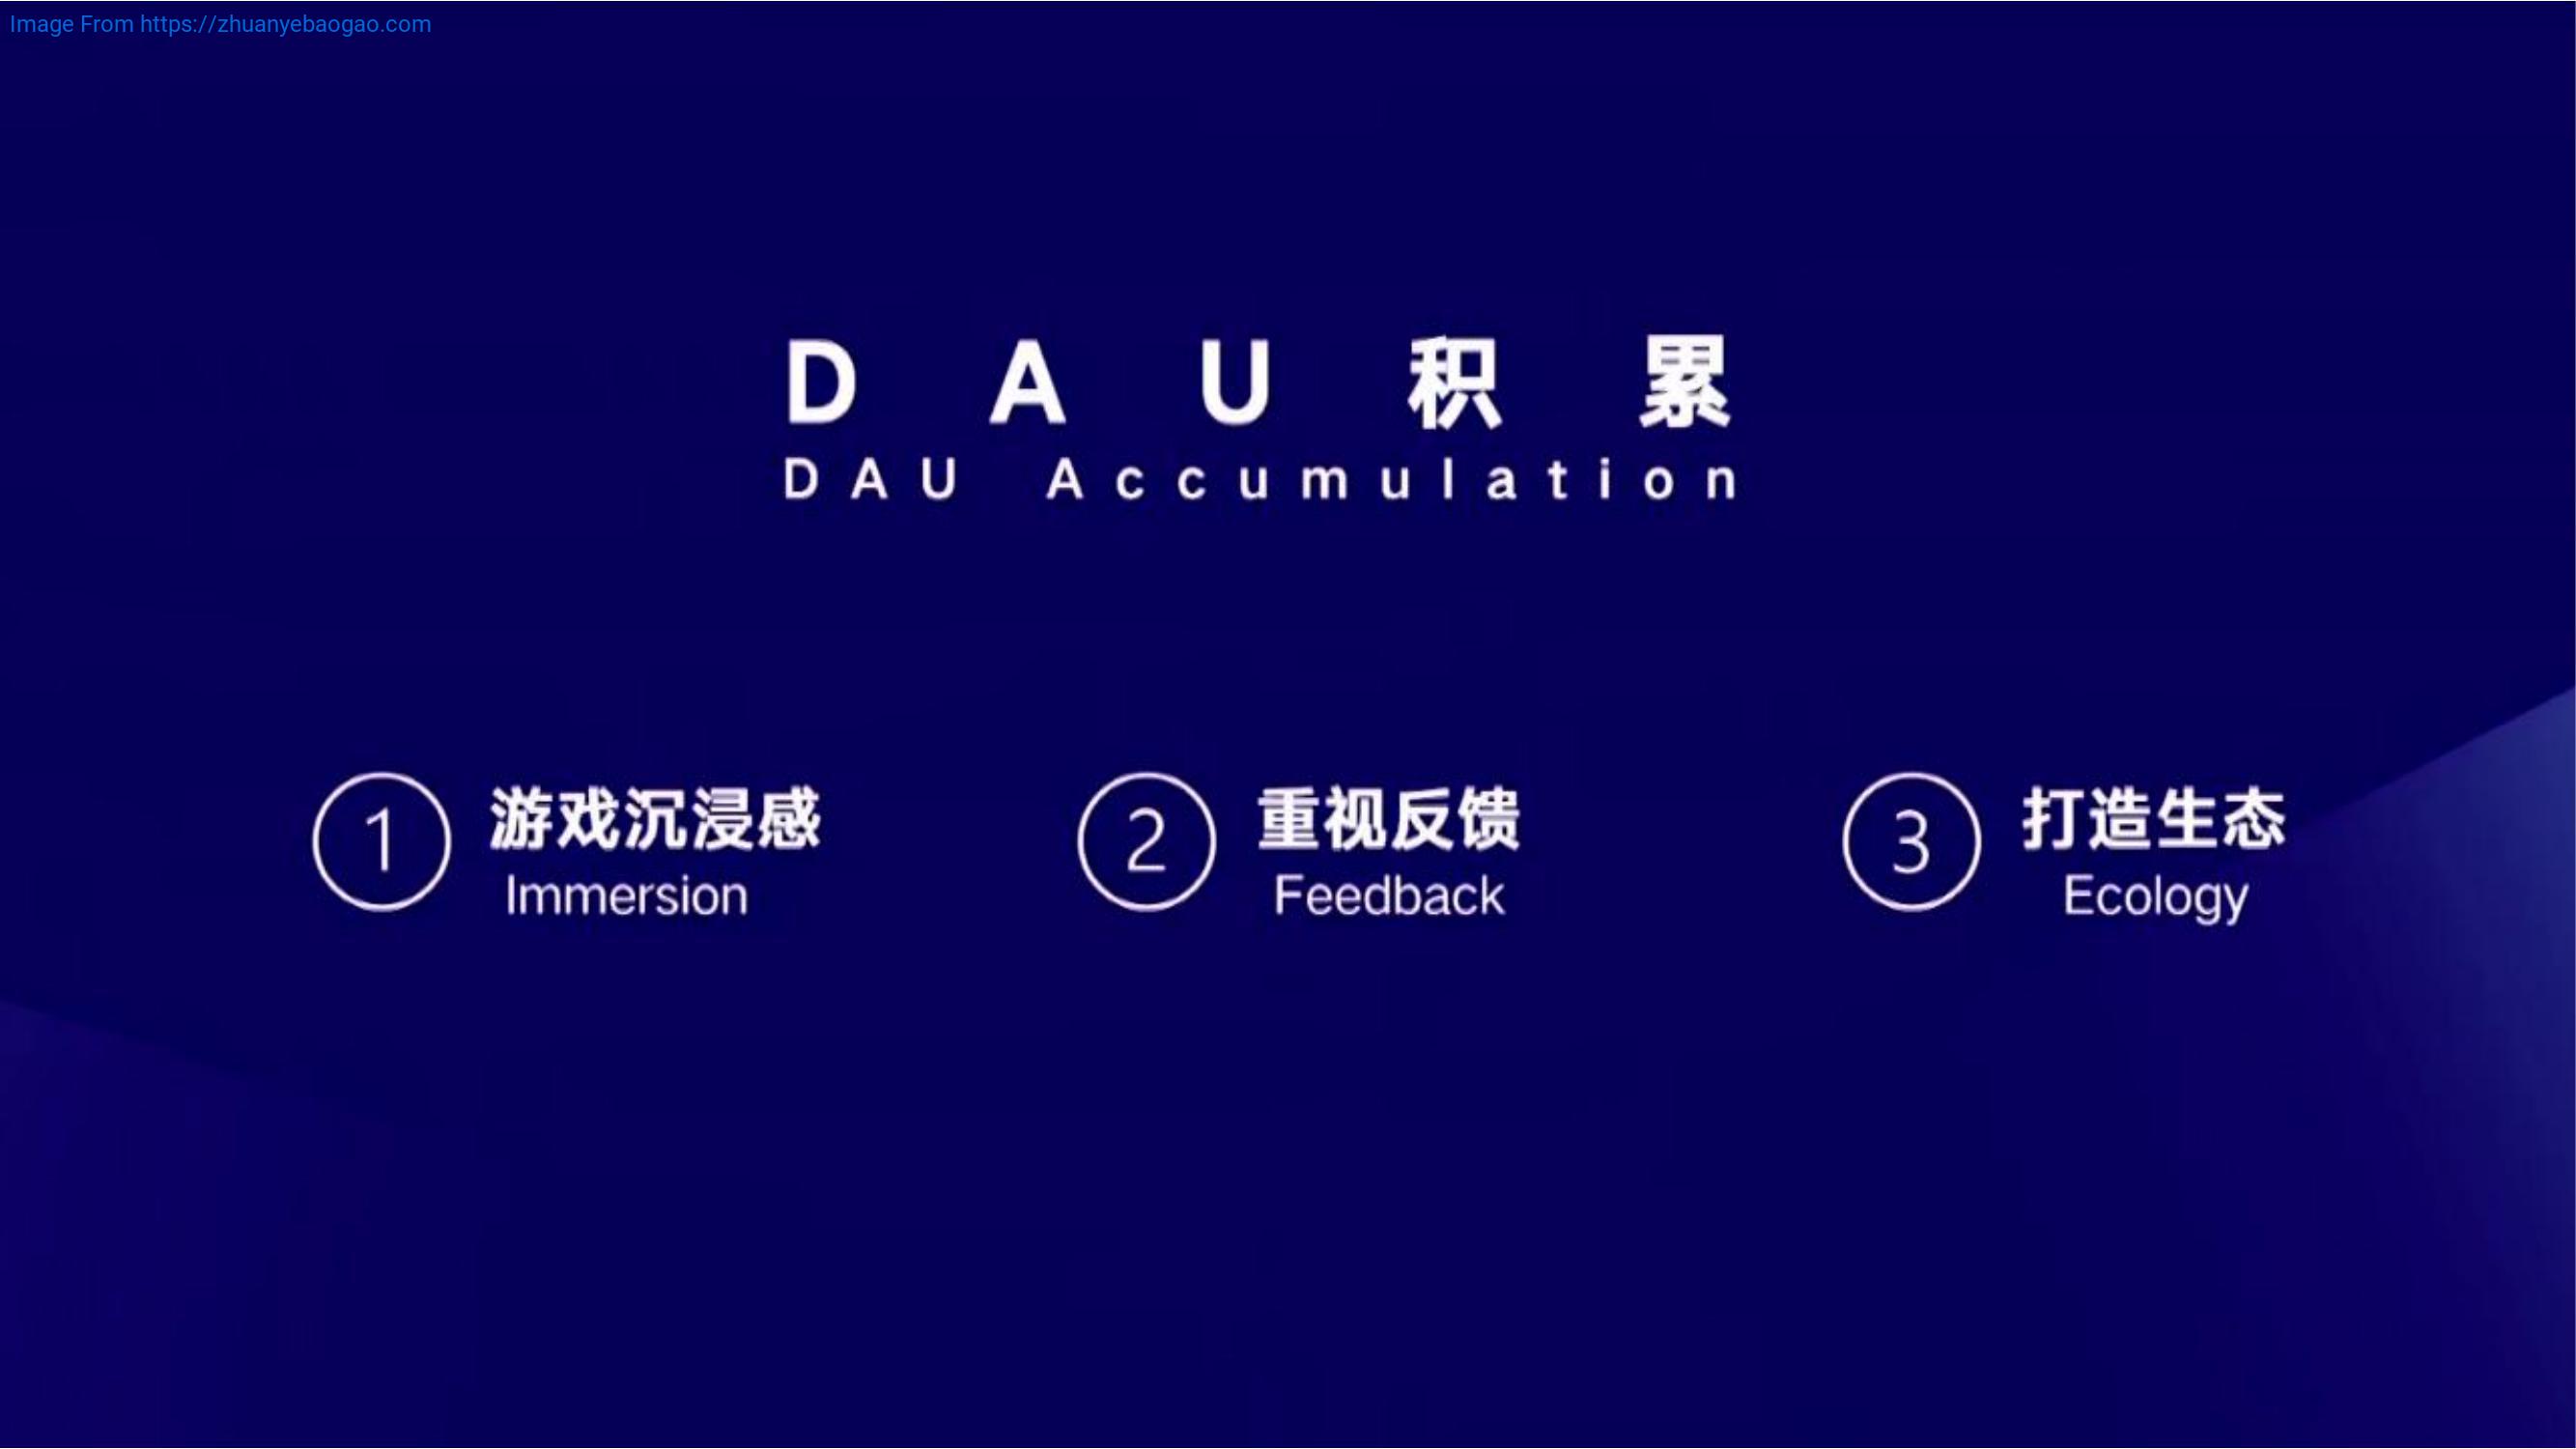 Image From https://zhuanyebaogao.com
DAU积累
DAU Accumulation
1 游戏沉浸感
Immersion
2 重视反馈
Feedback
3 打造生态
Ecology